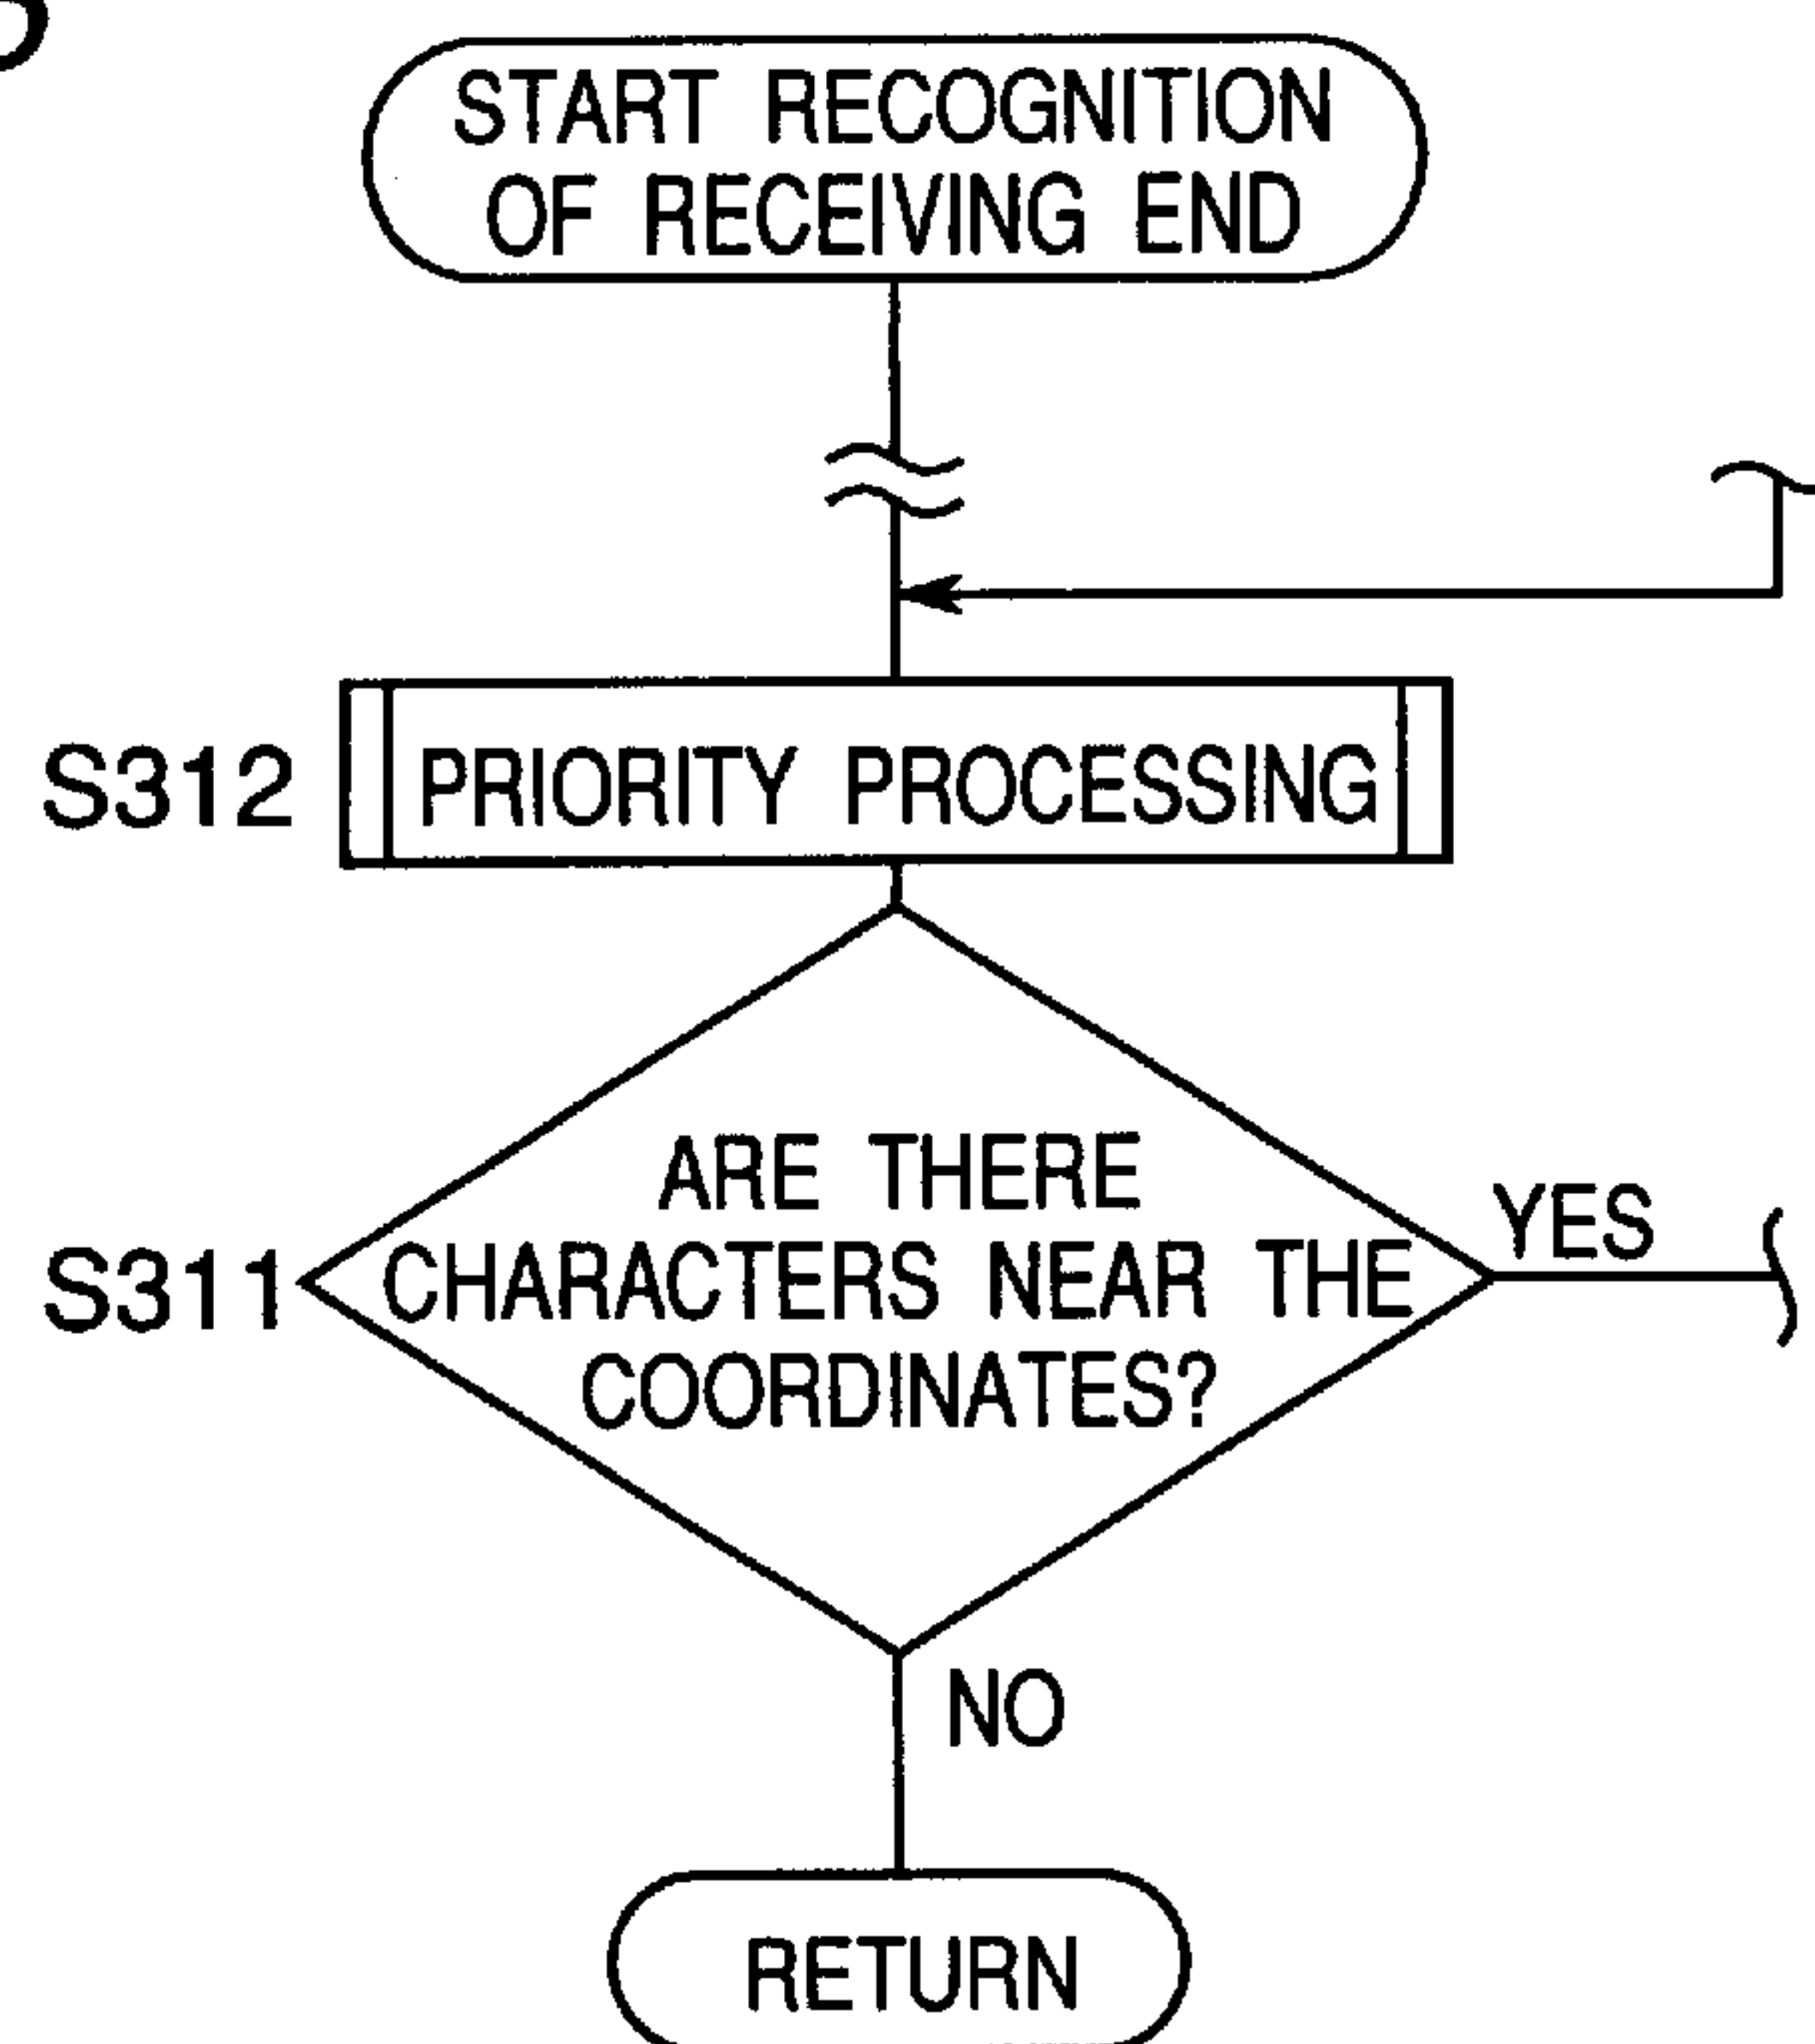 START RECOGNITION
OF RECEIVING END
S312
PRIORITY PROCESSING
ARE THERE
S311
CHARACTERS NEAR THE
COORDINATES?
YES
NO
RETURN